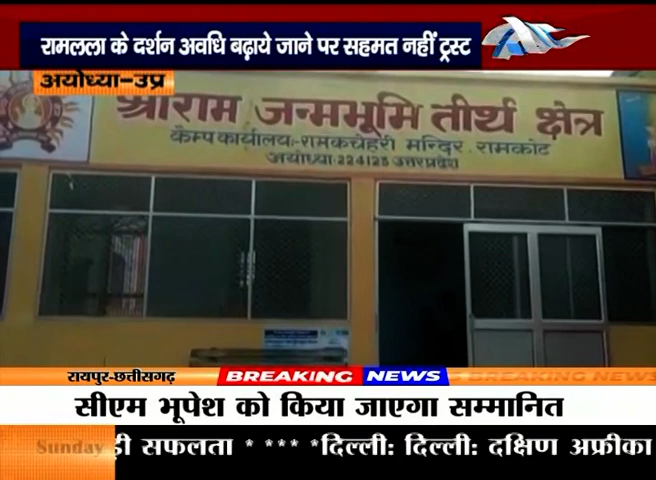 रामलला के दर्शन अवधि बढ़ाये जाने पर सहमत नहीं ट्रस्ट
अयोध्या-उप्र
श्रीराम जन्मभूमि तीर्थ क्षेत्र
कैम्प कार्यालय:-रामकचेहरी मन्दिर, रामकोट
अयोध्या-224123 उत्तरप्रदेश
रायपुर-छत्तीसगढ़ BREAKING NEWS
सीएम भूपेश को किया जाएगा सम्मानित
Sunday ड़ी सफलता * *** *दिल्ली: दिल्ली: दक्षिण अफ्रीका